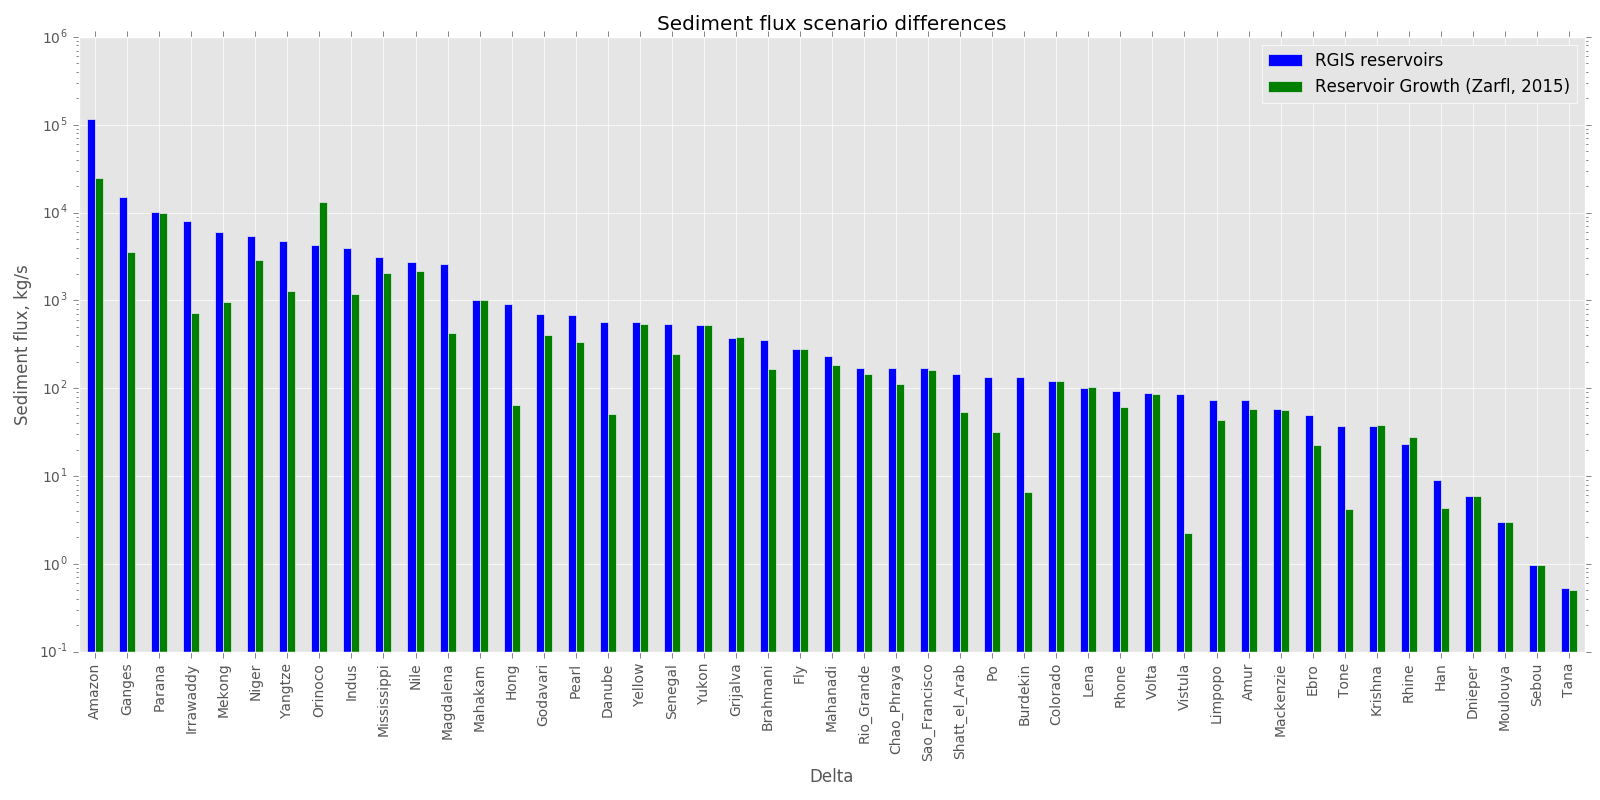 Sediment flux scenario differences
RGIS reservoirs
Reservoir Growth (Zarfl, 2015)
Sediment flux, kg/s
10^6
10^5
10^4
10^3
10^2
10^1
10^0
10^-1
Amazon
Ganges
Parana
Irrawaddy
Mekong
Niger
Yangtze
Orinoco
Indus
Mississippi
Nile
Magdalena
Mahakam
Hong
Godavari
Pearl
Danube
Yellow
Senegal
Yukon
Grijalva
Brahmani
Fly
Mahanadi
Rio_Grande
Chao_Phraya
Sao_Francisco
Shatt_el_Arab
Po
Burdekin
Colorado
Lena
Rhone
Volta
Vistula
Limpopo
Amur
Mackenzie
Ebro
Tone
Krishna
Rhine
Han
Dnieper
Moulouya
Sebou
Tana
Delta